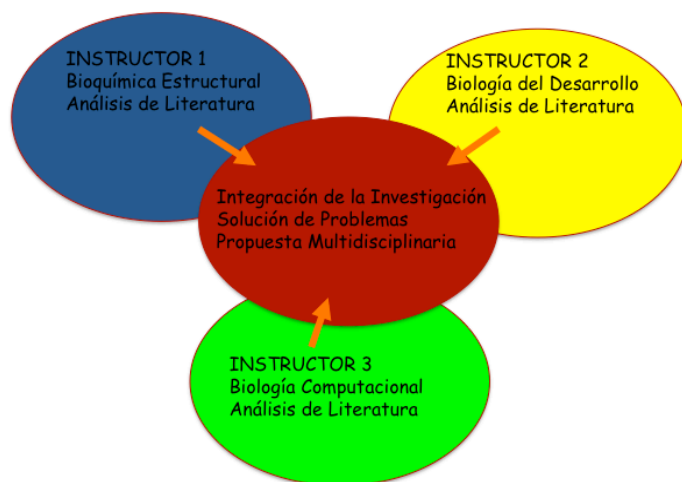 INSTRUCTOR 1
Bioquímica Estructural
Análisis de Literatura
INSTRUCTOR 2
Biología del Desarrollo
Análisis de Literatura
Integración de la Investigación
Solución de Problemas
Propuesta Multidisciplinaria
INSTRUCTOR 3
Biología Computacional
Análisis de Literatura